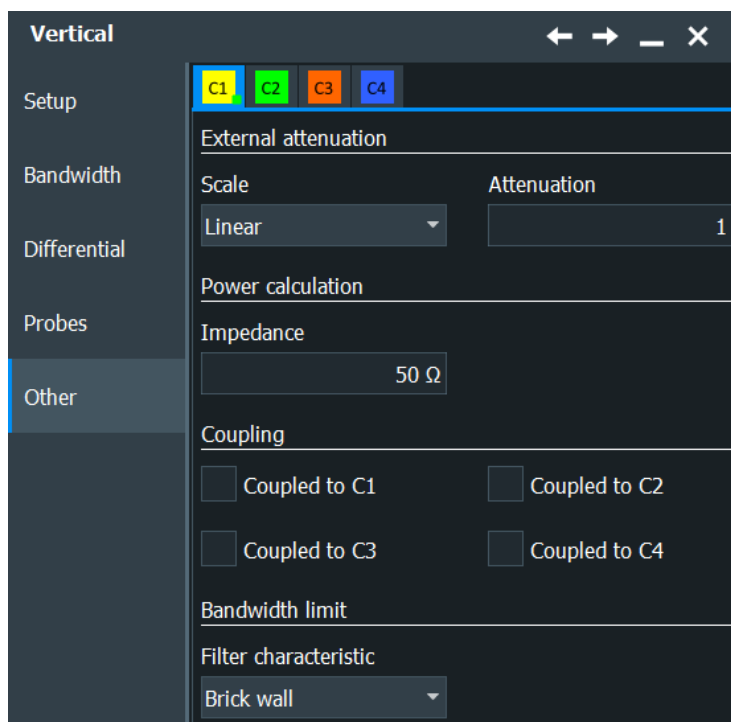 Vertical
Setup
Bandwidth
Differential
Probes
Other
C1 C2 C3 C4
External attenuation
Scale Attenuation
Linear 1
Power calculation
Impedance
50 Ω
Coupling
Coupled to C1 Coupled to C2
Coupled to C3 Coupled to C4
Bandwidth limit
Filter characteristic
Brick wall